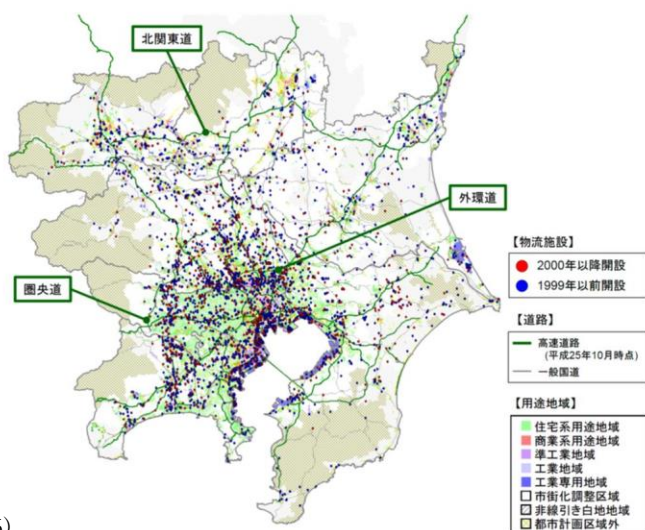 北関東道
外環道
圏央道
【物流施設】
2000年以降開設
1999年以前開設
【道路】
高速道路
(平成25年10月時点)
一般国道
【用途地域】
住宅系用途地域
商業系用途地域
準工業地域
工業地域
工業専用地域
市街化調整区域
非線引き白地地域
都市計画区域外